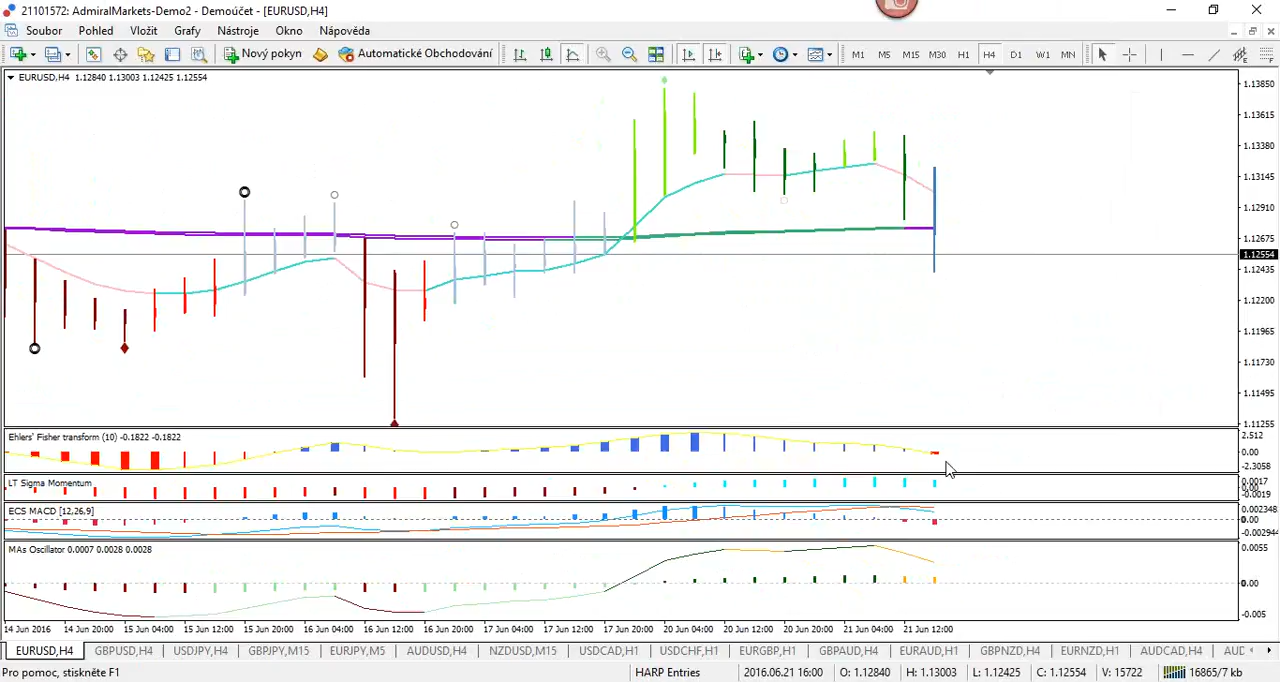 21101572: AdmiralMarkets-Demo2 - Demoúčet - [EURUSD,H4]
Soubor Pohled Vložit Grafy Nástroje Okno Nápověda
Nový pokyn Automatické Obchodování M1 M5 M15 M30 H1 H4 D1 W1 MN
EURUSD,H4 1.12840 1.13003 1.12425 1.12554
1.13850
1.13615
1.13380
1.13145
1.12910
1.12675
1.12554
1.12435
1.12200
1.11965
1.11730
1.11495
1.11255
Ehlers' Fisher transform (10) -0.1822 -0.1822
2.512
0.00
-2.3058
LT Sigma Momentum
0.0017
0.00
-0.0019
ECS MACD [12,26,9]
0.002348
0.00
-0.002944
MAs Oscillator 0.0007 0.0028 0.0028
0.0055
0.00
-0.005
14 Jun 2016 14 Jun 20:00 15 Jun 04:00 15 Jun 12:00 15 Jun 20:00 16 Jun 04:00 16 Jun 12:00 16 Jun 20:00 17 Jun 04:00 17 Jun 12:00 17 Jun 20:00 20 Jun 04:00 20 Jun 12:00 20 Jun 20:00 21 Jun 04:00 21 Jun 12:00
EURUSD,H4 GBPUSD,H4 USDJPY,H4 GBPJPY,M15 EURJPY,M5 AUDUSD,H4 NZDUSD,M15 USDCAD,H1 USDCHF,H1 EURGBP,H1 GBPAUD,H4 EURAUD,H1 GBPNZD,H4 EURNZD,H1 AUDCAD,H4 AUD
Pro pomoc, stiskněte F1 HARP Entries 2016.06.21 16:00 O: 1.12840 H: 1.13003 L: 1.12425 C: 1.12554 V: 15722 16865/7 kb